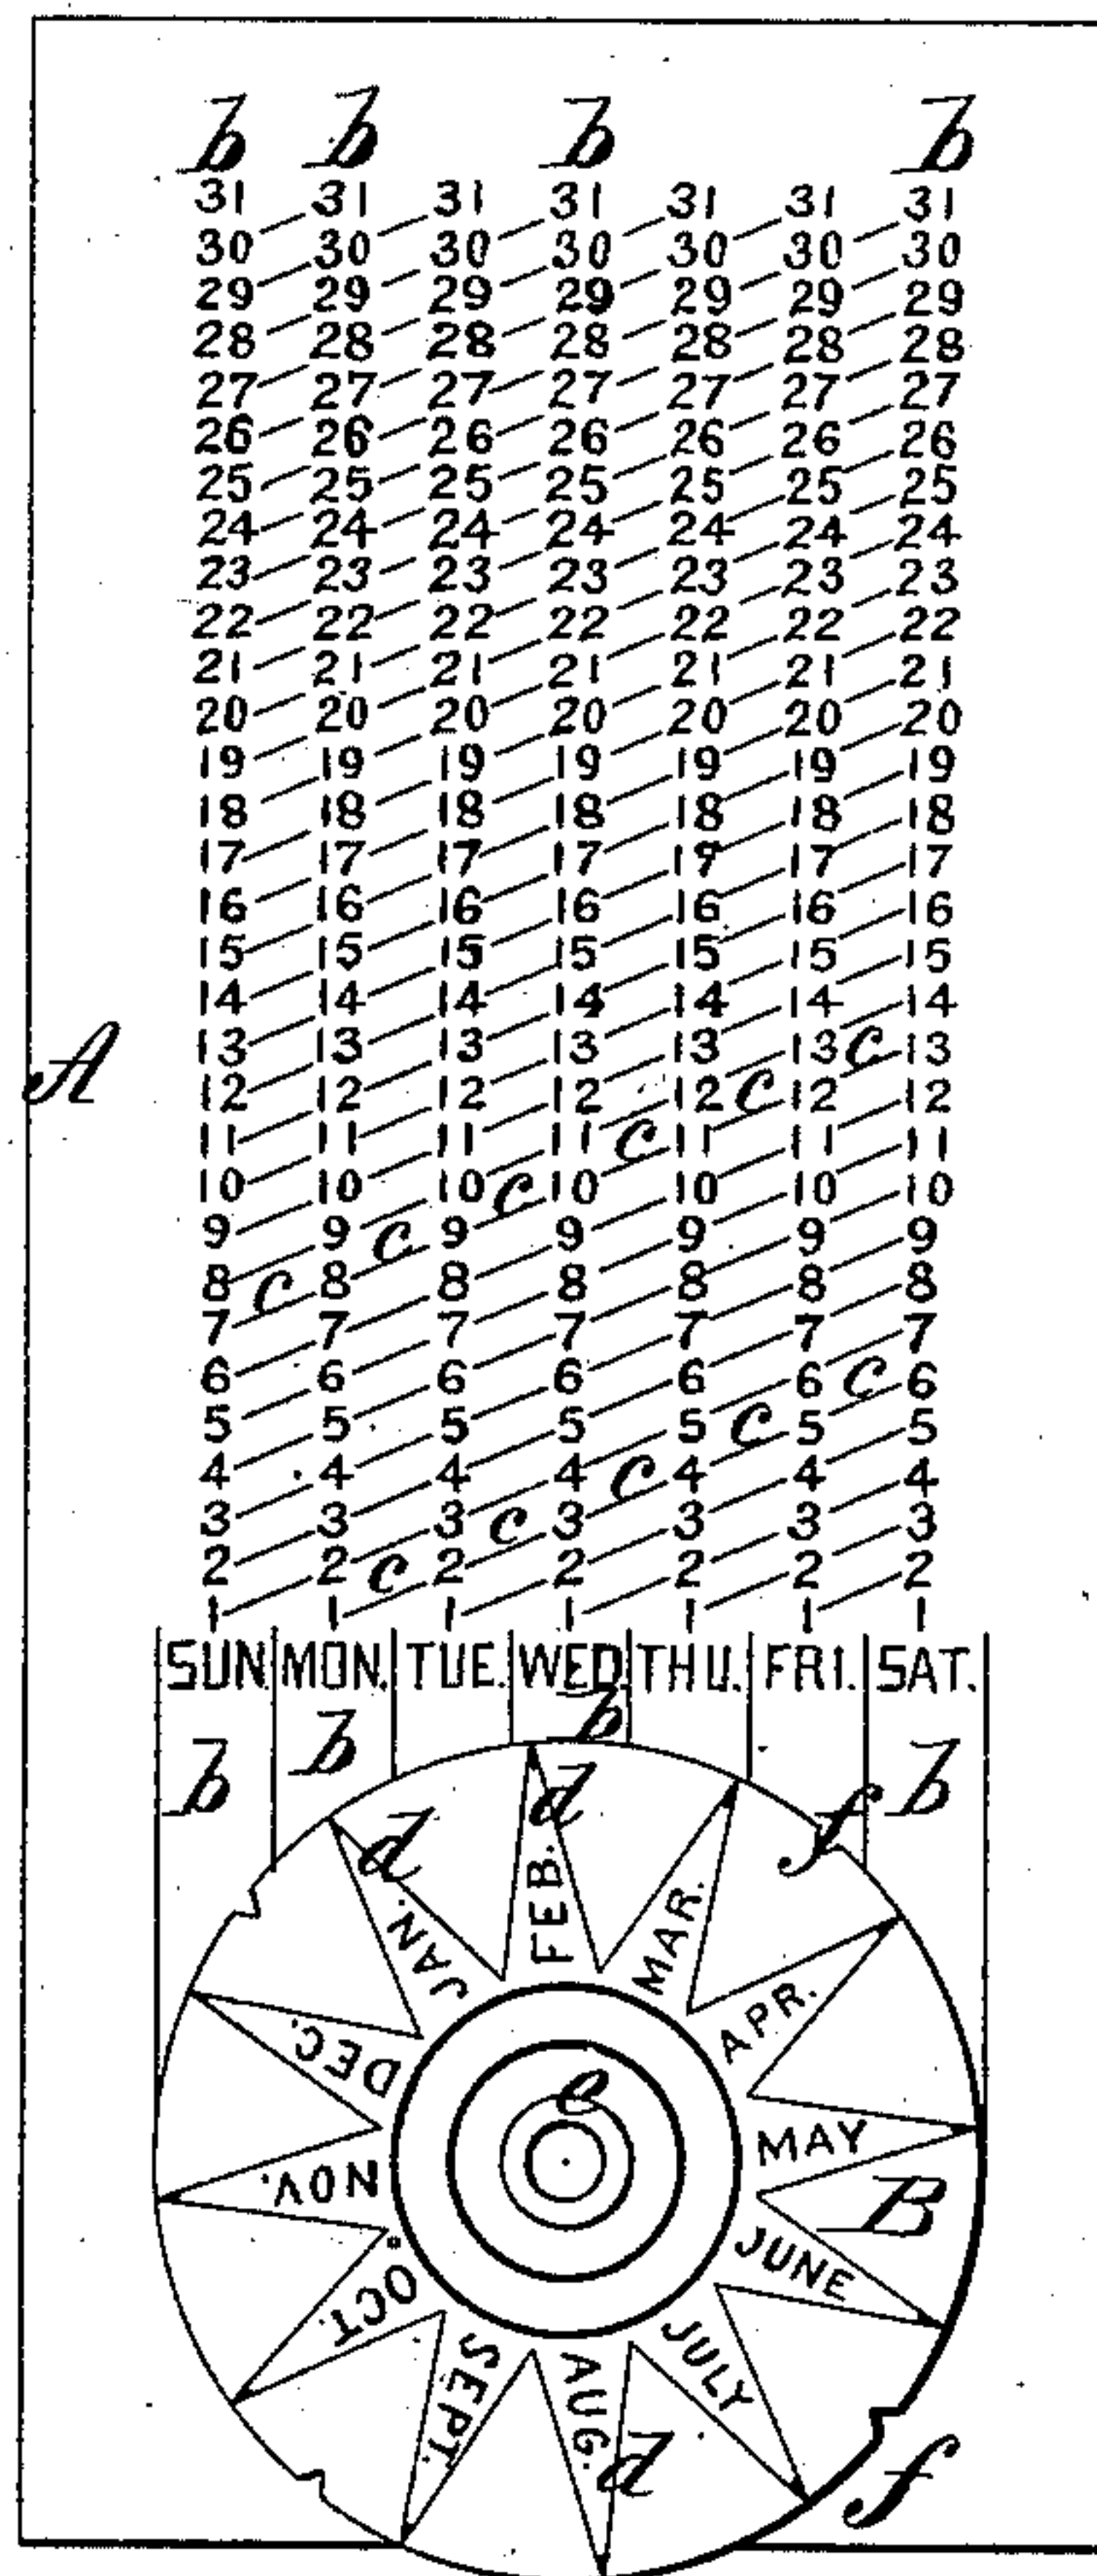 b b b b
31 31 31 31 31 31 31
30 30 30 30 30 30 30
29 29 29 29 29 29 29
28 28 28 28 28 28 28
27 27 27 27 27 27 27
26 26 26 26 26 26 26
25 25 25 25 25 25 25
24 24 24 24 24 24 24
23 23 23 23 23 23 23
22 22 22 22 22 22 22
21 21 21 21 21 21 21
20 20 20 20 20 20 20
19 19 19 19 19 19 19
18 18 18 18 18 18 18
17 17 17 17 17 17 17
16 16 16 16 16 16 16
15 15 15 15 15 15 15
14 14 14 14 14 14 14
A 13 13 13 13 13 13 c 13
12 12 12 12 12 c 12 12
11 11 11 11 c 11 11 11
10 10 10 c 10 10 10 10
9 9 c 9 9 9 9 9
8 c 8 8 8 8 8 8
7 7 7 7 7 7 7
6 6 6 6 6 6 c 6
5 5 5 5 5 c 5 5
4 4 4 4 c 4 4 4
3 3 3 c 3 3 3 3
2 2 c 2 2 2 2 2
1 1 1 1 1 1 1
SUN. MON. TUE. WED. THU. FRI. SAT.
b b b b
d d f
JAN.
FEB.
MAR.
APR.
MAY
JUNE
JULY
AUG.
SEPT.
OCT.
NOV.
DEC.
e
B
d
f